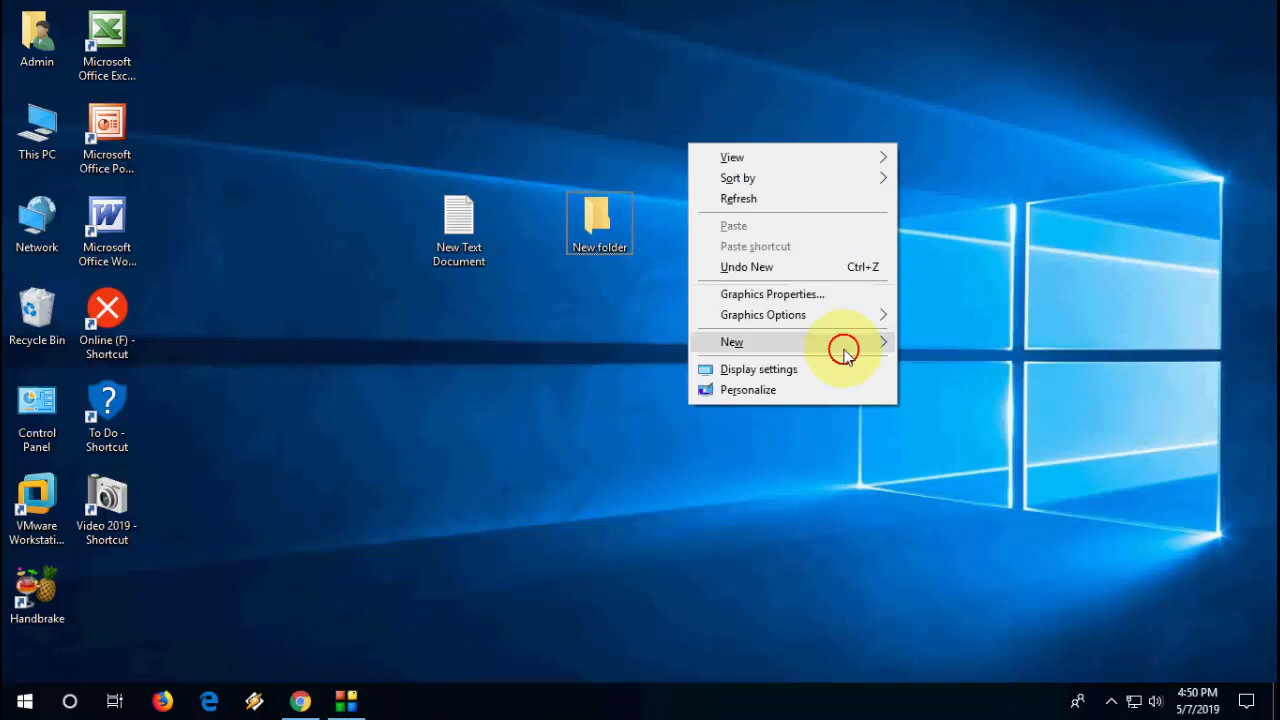 Admin
Microsoft
Office Exc...
This PC
Microsoft
Office Po...
Network
Microsoft
Office Wo...
Recycle Bin
Online (F) -
Shortcut
Control
Panel
To Do -
Shortcut
VMware
Workstati...
Video 2019 -
Shortcut
Handbrake
New Text
Document
New folder
View
Sort by
Refresh
Paste
Paste shortcut
Undo New Ctrl+Z
Graphics Properties...
Graphics Options
New
Display settings
Personalize
4:50 PM
5/7/2019